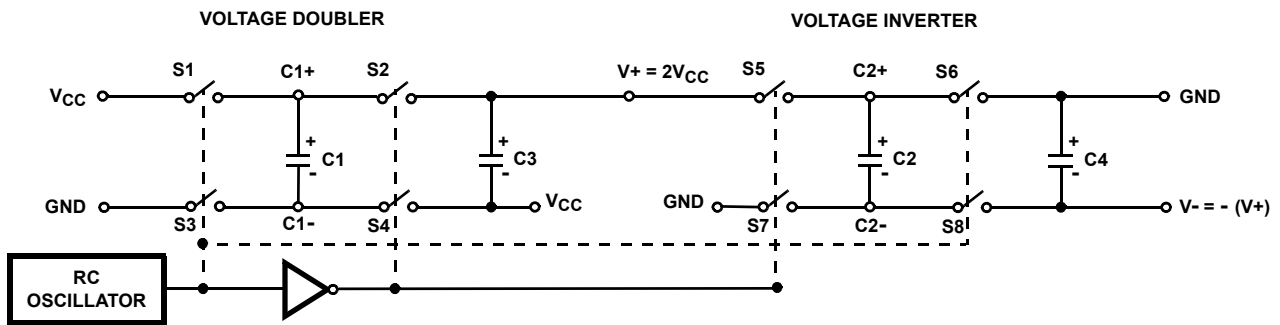 VOLTAGE DOUBLER
VOLTAGE INVERTER
S1 C1+ S2 V+ = 2VCC S5 C2+ S6
VCC GND
+ + + +
C1 C3 C2 C4
- - - -
GND VCC GND V- = - (V+)
S3 C1- S4 S7 C2- S8
RC
OSCILLATOR